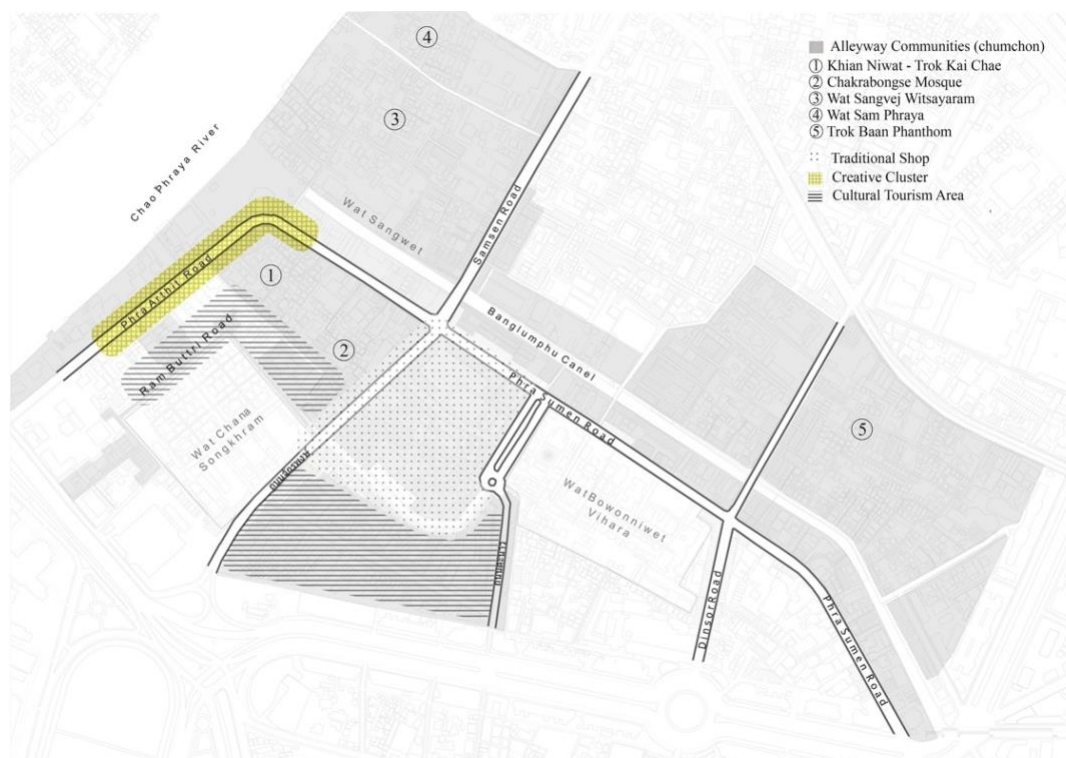 Alleyway Communities (chumchon)
① Khian Niwat - Trok Kai Chae
② Chakrabongse Mosque
③ Wat Sangvej Witsayaram
④ Wat Sam Phraya
⑤ Trok Baan Phanthom
Traditional Shop
Creative Cluster
Cultural Tourism Area
④
③
Chao Phraya River
Wat Sangwet
Samsen Road
①
Phra Arthit Road
Ram Buttri Road
②
Banglumphu Canel
Phra Sumen Road
Wat Chana
Songkhram
Wat Bowonniwet
Vihara
⑤
Dinsor Road
Phra Sumen Road